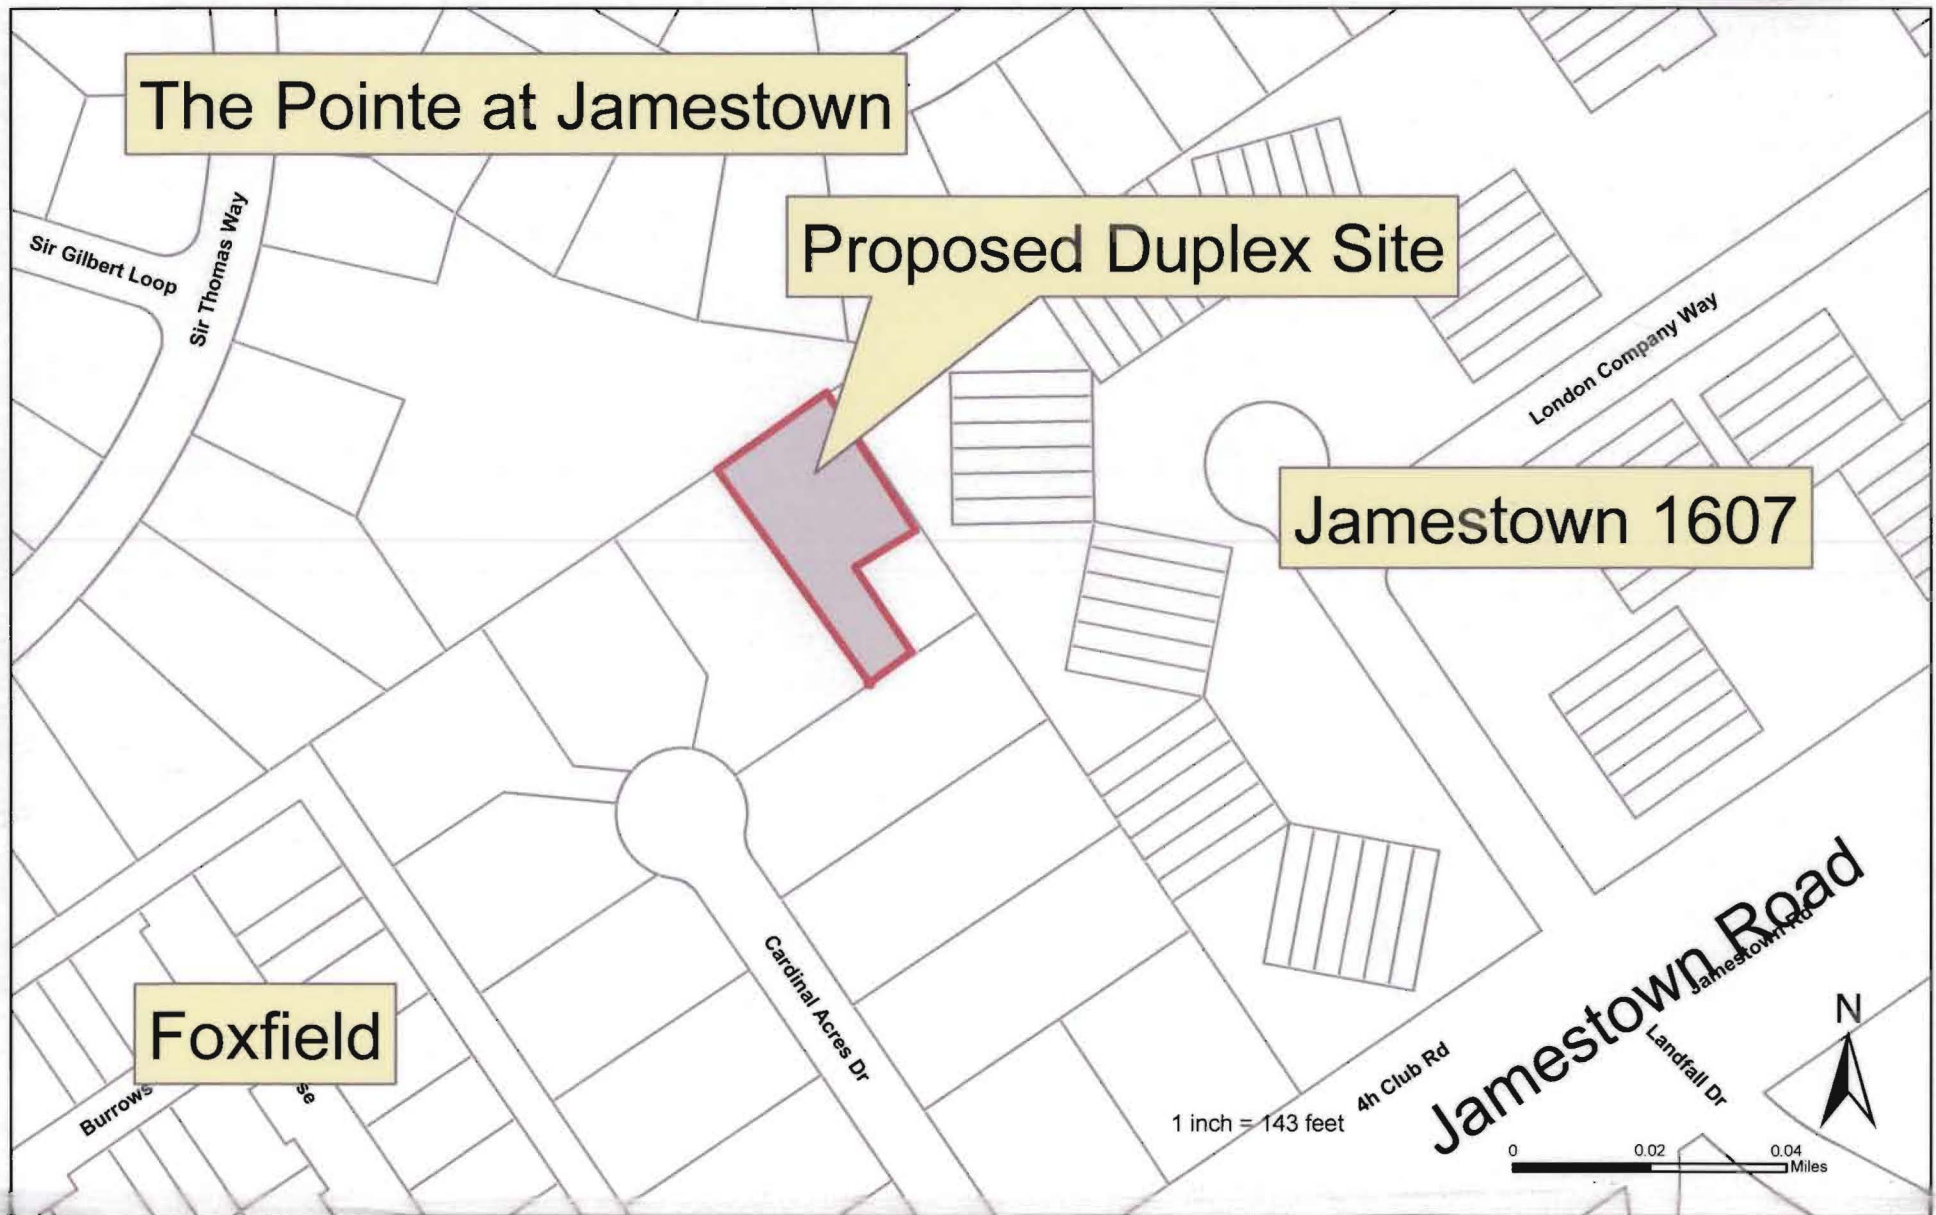 The Pointe at Jamestown
Sir Gilbert Loop
Sir Thomas Way
Proposed Duplex Site
London Company Way
Jamestown 1607
Cardinal Acres Dr
Foxfield
Burrows
se
Jamestown Road
Jamestown Rd
Landfall Dr
4h Club Rd
N
1 inch = 143 feet
0 0.02 0.04
Miles